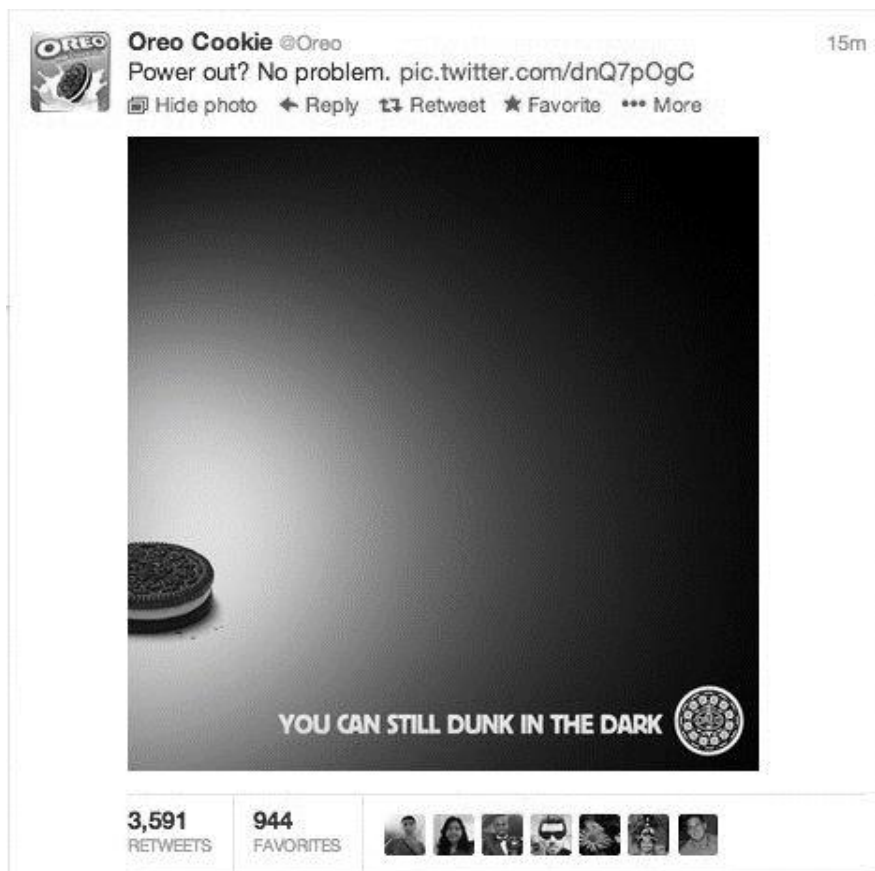 OREO
Oreo Cookie @Oreo 15m
Power out? No problem. pic.twitter.com/dnQ7pOgC
Hide photo Reply Retweet Favorite More
YOU CAN STILL DUNK IN THE DARK
3,591 944
RETWEETS FAVORITES